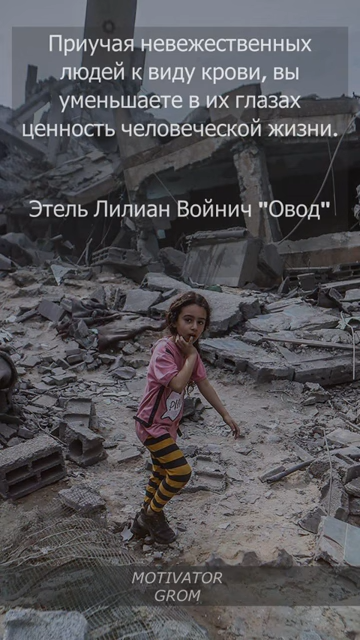 Приучая невежественных
людей к виду крови, вы
уменьшаете в их глазах
ценность человеческой жизни.
Этель Лилиан Войнич "Овод"
MOTIVATOR
GROM